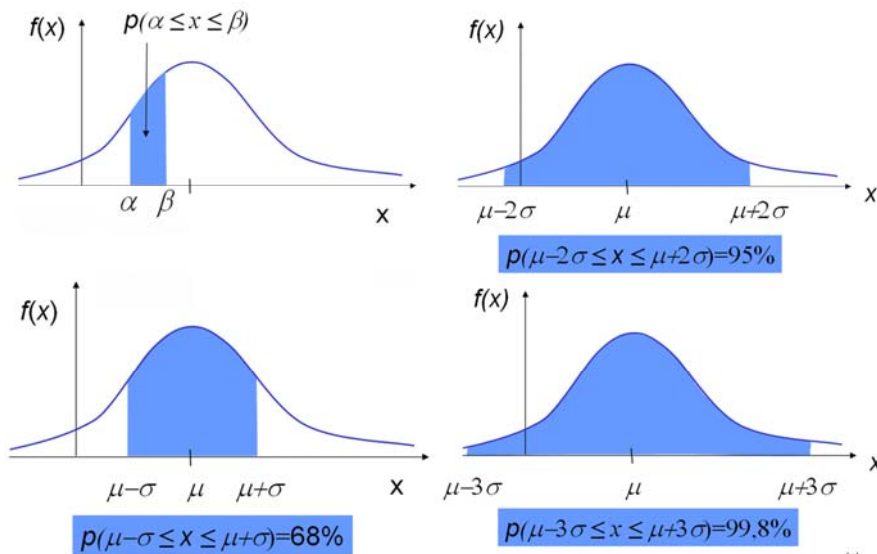 p(α ≤ x ≤ β)
f(x)
α β
x
f(x)
μ−2σ μ μ+2σ
x
p(μ−2σ ≤ x ≤ μ+2σ)=95%
f(x)
μ−σ μ μ+σ
x
p(μ−σ ≤ x ≤ μ+σ)=68%
f(x)
x
μ−3σ μ μ+3σ
p(μ−3σ ≤ x ≤ μ+3σ)=99,8%